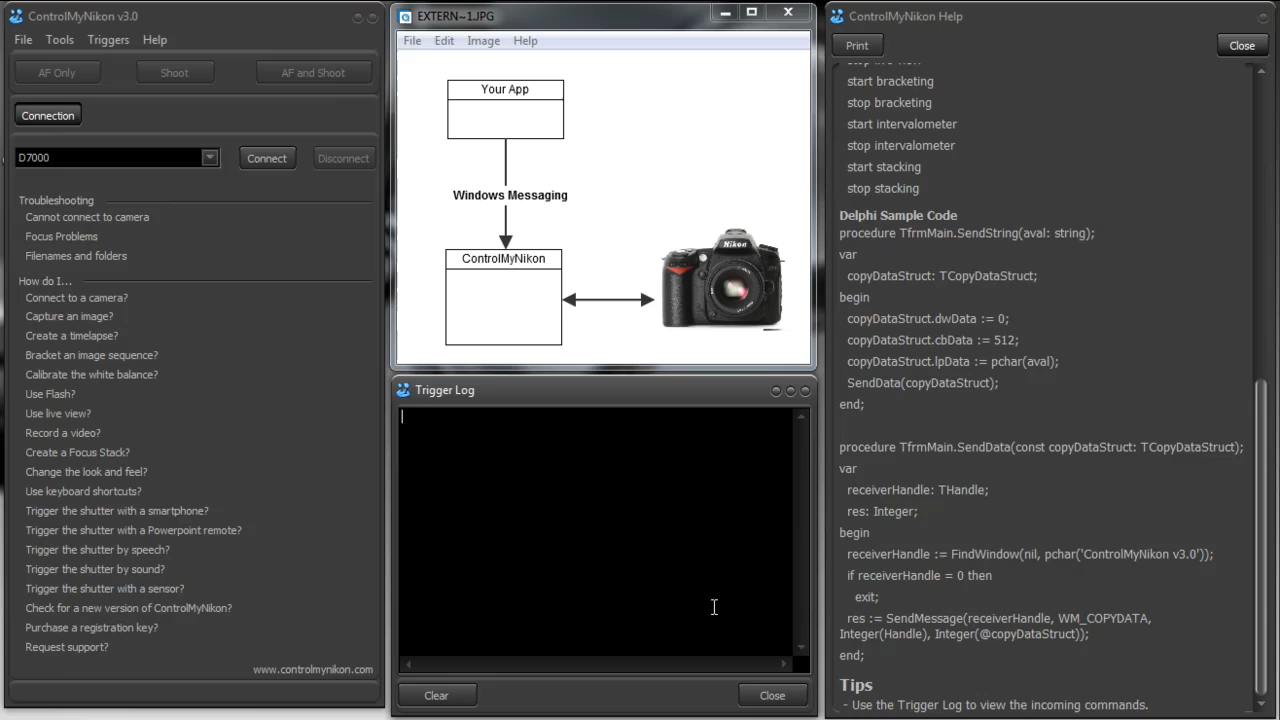 ControlMyNikon v3.0
File Tools Triggers Help
AF Only Shoot AF and Shoot
Connection
D7000 Connect Disconnect
Troubleshooting
Cannot connect to camera
Focus Problems
Filenames and folders
How do I...
Connect to a camera?
Capture an image?
Create a timelapse?
Bracket an image sequence?
Calibrate the white balance?
Use Flash?
Use live view?
Record a video?
Create a Focus Stack?
Change the look and feel?
Use keyboard shortcuts?
Trigger the shutter with a smartphone?
Trigger the shutter with a Powerpoint remote?
Trigger the shutter by speech?
Trigger the shutter by sound?
Trigger the shutter with a sensor?
Check for a new version of ControlMyNikon?
Purchase a registration key?
Request support?
www.controlmynikon.com
EXTERN~1.JPG
File Edit Image Help
Your App
Windows Messaging
ControlMyNikon
Nikon
Trigger Log
Clear Close
ControlMyNikon Help
Print Close
start bracketing
stop bracketing
start intervalometer
stop intervalometer
start stacking
stop stacking
Delphi Sample Code
procedure TfrmMain.SendString(aval: string);
var
copyDataStruct: TCopyDataStruct;
begin
copyDataStruct.dwData := 0;
copyDataStruct.cbData := 512;
copyDataStruct.lpData := pchar(aval);
SendData(copyDataStruct);
end;
procedure TfrmMain.SendData(const copyDataStruct: TCopyDataStruct);
var
receiverHandle: THandle;
res: Integer;
begin
receiverHandle := FindWindow(nil, pchar('ControlMyNikon v3.0'));
if receiverHandle = 0 then
exit;
res := SendMessage(receiverHandle, WM_COPYDATA,
Integer(Handle), Integer(@copyDataStruct));
end;
Tips
- Use the Trigger Log to view the incoming commands.